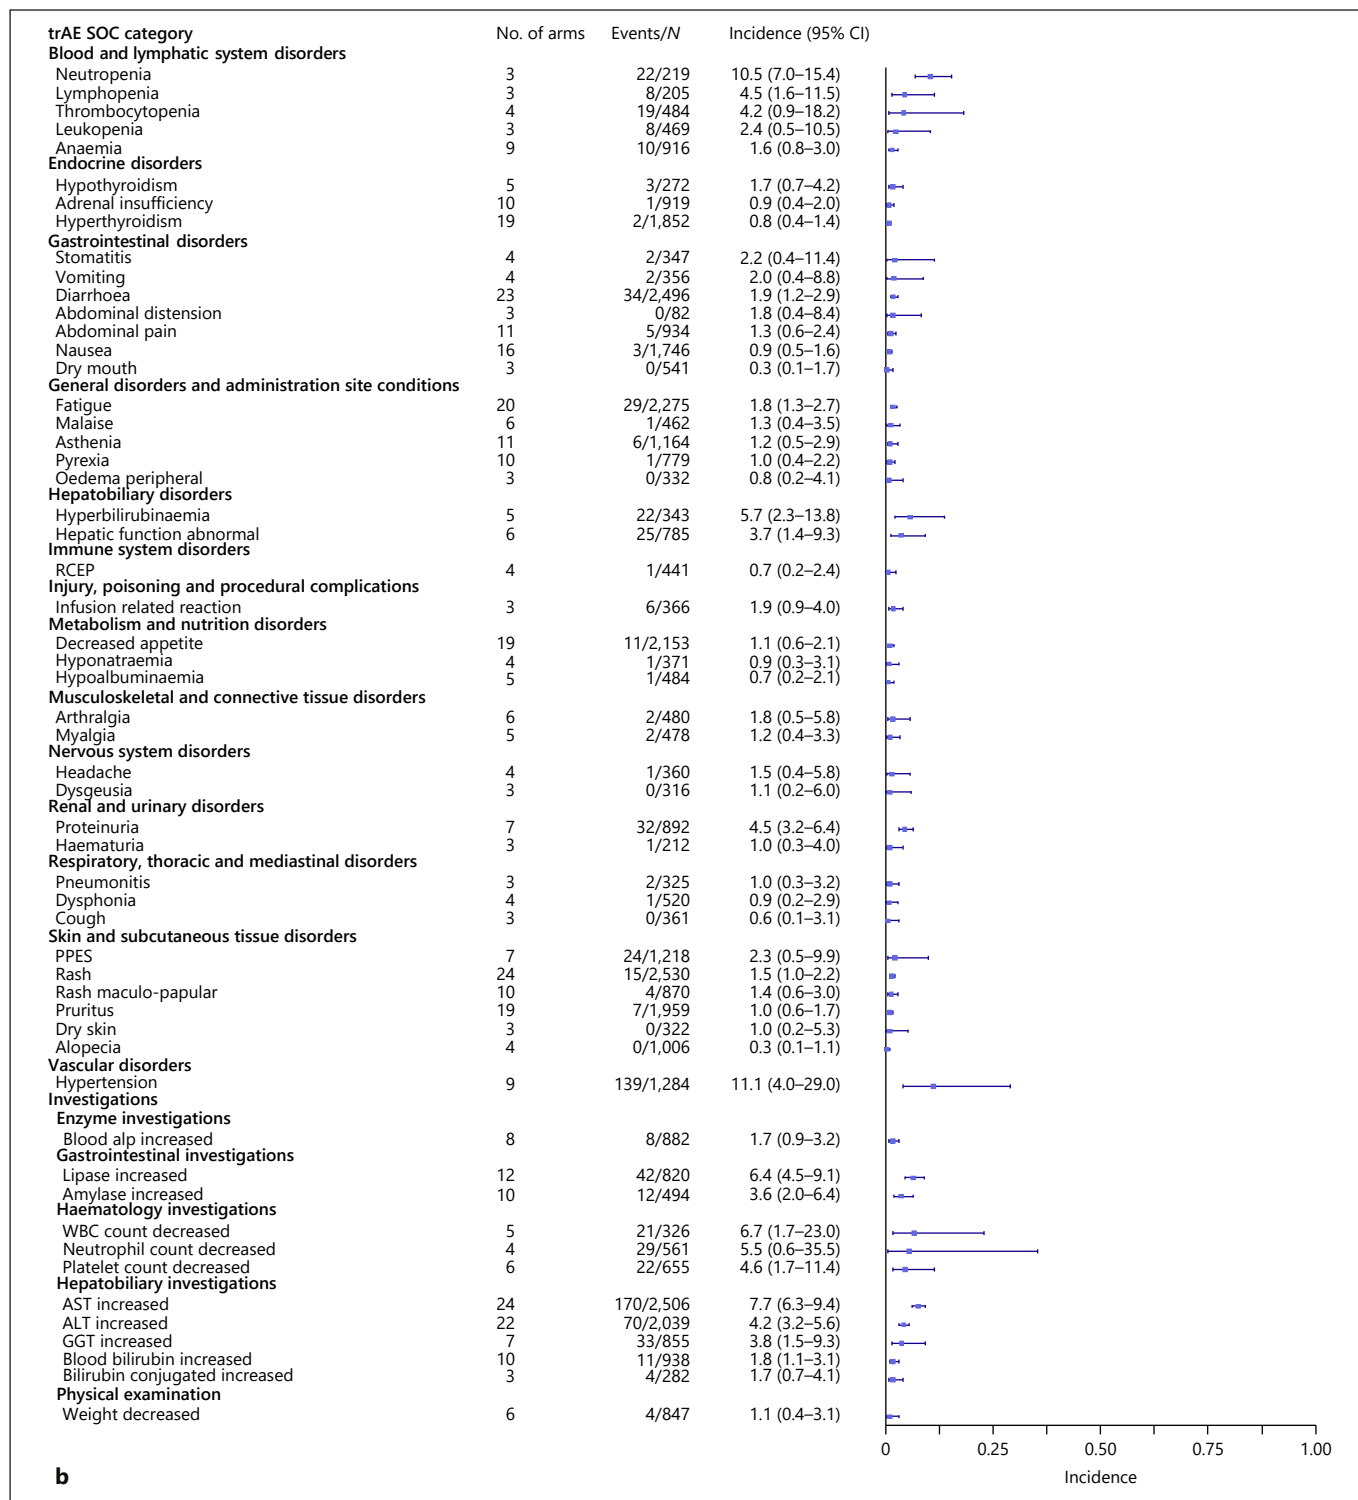 trAE SOC category No. of arms Events/N Incidence (95% CI)
Blood and lymphatic system disorders
Neutropenia 3 22/219 10.5 (7.0–15.4)
Lymphopenia 3 8/205 4.5 (1.6–11.5)
Thrombocytopenia 4 19/484 4.2 (0.9–18.2)
Leukopenia 3 8/469 2.4 (0.5–10.5)
Anaemia 9 10/916 1.6 (0.8–3.0)
Endocrine disorders
Hypothyroidism 5 3/272 1.7 (0.7–4.2)
Adrenal insufficiency 10 1/919 0.9 (0.4–2.0)
Hyperthyroidism 19 2/1,852 0.8 (0.4–1.4)
Gastrointestinal disorders
Stomatitis 4 2/347 2.2 (0.4–11.4)
Vomiting 4 2/356 2.0 (0.4–8.8)
Diarrhoea 23 34/2,496 1.9 (1.2–2.9)
Abdominal distension 3 0/82 1.8 (0.4–8.4)
Abdominal pain 11 5/934 1.3 (0.6–2.4)
Nausea 16 3/1,746 0.9 (0.5–1.6)
Dry mouth 3 0/541 0.3 (0.1–1.7)
General disorders and administration site conditions
Fatigue 20 29/2,275 1.8 (1.3–2.7)
Malaise 6 1/462 1.3 (0.4–3.5)
Asthenia 11 6/1,164 1.2 (0.5–2.9)
Pyrexia 10 1/779 1.0 (0.4–2.2)
Oedema peripheral 3 0/332 0.8 (0.2–4.1)
Hepatobiliary disorders
Hyperbilirubinaemia 5 22/343 5.7 (2.3–13.8)
Hepatic function abnormal 6 25/785 3.7 (1.4–9.3)
Immune system disorders
RCEP 4 1/441 0.7 (0.2–2.4)
Injury, poisoning and procedural complications
Infusion related reaction 3 6/366 1.9 (0.9–4.0)
Metabolism and nutrition disorders
Decreased appetite 19 11/2,153 1.1 (0.6–2.1)
Hyponatraemia 4 1/371 0.9 (0.3–3.1)
Hypoalbuminaemia 5 1/484 0.7 (0.2–2.1)
Musculoskeletal and connective tissue disorders
Arthralgia 6 2/480 1.8 (0.5–5.8)
Myalgia 5 2/478 1.2 (0.4–3.3)
Nervous system disorders
Headache 4 1/360 1.5 (0.4–5.8)
Dysgeusia 3 0/316 1.1 (0.2–6.0)
Renal and urinary disorders
Proteinuria 7 32/892 4.5 (3.2–6.4)
Haematuria 3 1/212 1.0 (0.3–4.0)
Respiratory, thoracic and mediastinal disorders
Pneumonitis 3 2/325 1.0 (0.3–3.2)
Dysphonia 4 1/520 0.9 (0.2–2.9)
Cough 3 0/361 0.6 (0.1–3.1)
Skin and subcutaneous tissue disorders
PPES 7 24/1,218 2.3 (0.5–9.9)
Rash 24 15/2,530 1.5 (1.0–2.2)
Rash maculo-papular 10 4/870 1.4 (0.6–3.0)
Pruritus 19 7/1,959 1.0 (0.6–1.7)
Dry skin 3 0/322 1.0 (0.2–5.3)
Alopecia 4 0/1,006 0.3 (0.1–1.1)
Vascular disorders
Hypertension 9 139/1,284 11.1 (4.0–29.0)
Investigations
Enzyme investigations
Blood alp increased 8 8/882 1.7 (0.9–3.2)
Gastrointestinal investigations
Lipase increased 12 42/820 6.4 (4.5–9.1)
Amylase increased 10 12/494 3.6 (2.0–6.4)
Haematology investigations
WBC count decreased 5 21/326 6.7 (1.7–23.0)
Neutrophil count decreased 4 29/561 5.5 (0.6–35.5)
Platelet count decreased 6 22/655 4.6 (1.7–11.4)
Hepatobiliary investigations
AST increased 24 170/2,506 7.7 (6.3–9.4)
ALT increased 22 70/2,039 4.2 (3.2–5.6)
GGT increased 7 33/855 3.8 (1.5–9.3)
Blood bilirubin increased 10 11/938 1.8 (1.1–3.1)
Bilirubin conjugated increased 3 4/282 1.7 (0.7–4.1)
Physical examination
Weight decreased 6 4/847 1.1 (0.4–3.1)
0 0.25 0.50 0.75 1.00
b Incidence